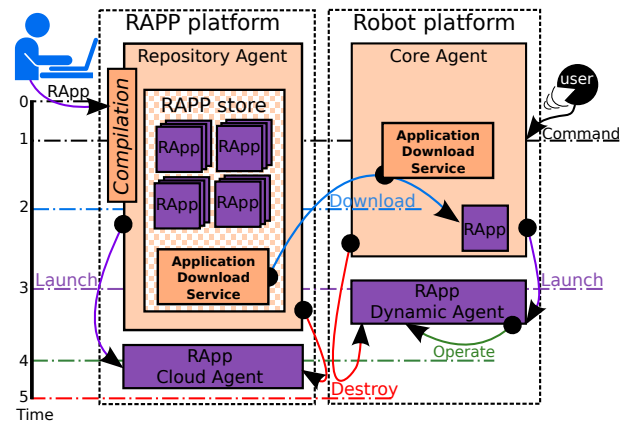 RAPP platform
Robot platform
Repository Agent
Core Agent
RApp
user
0
Compilation
RAPP store
1
Command
RApp
RApp
Application
Download
Service
2
RApp
RApp
Download
RApp
Application
Download
Service
Launch
3
Launch
RApp
Dynamic Agent
Operate
4
RApp
Cloud Agent
Destroy
5
Time